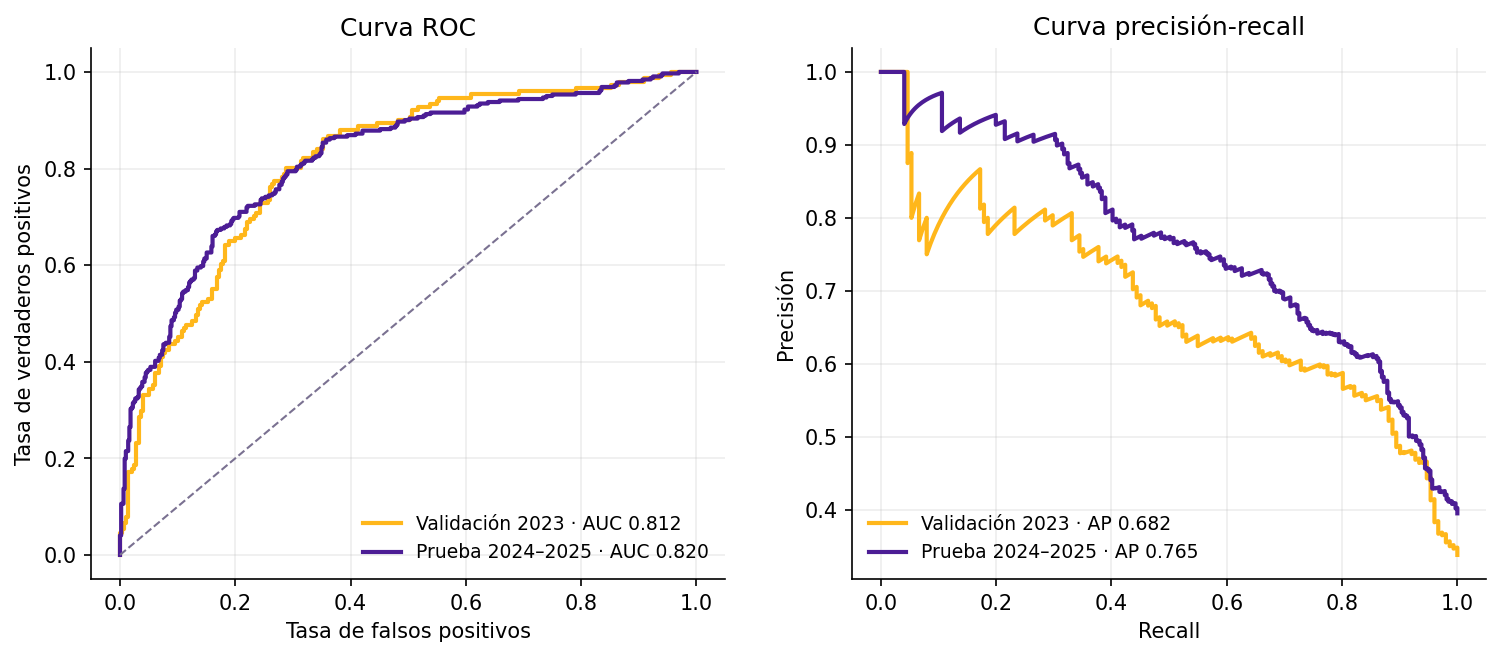 Curva ROC
Tasa de verdaderos positivos
1.0
0.8
0.6
0.4
0.2
0.0
Validación 2023 · AUC 0.812
Prueba 2024–2025 · AUC 0.820
0.0 0.2 0.4 0.6 0.8 1.0
Tasa de falsos positivos
Curva precisión-recall
Precisión
1.0
0.9
0.8
0.7
0.6
0.5
0.4
Validación 2023 · AP 0.682
Prueba 2024–2025 · AP 0.765
0.0 0.2 0.4 0.6 0.8 1.0
Recall